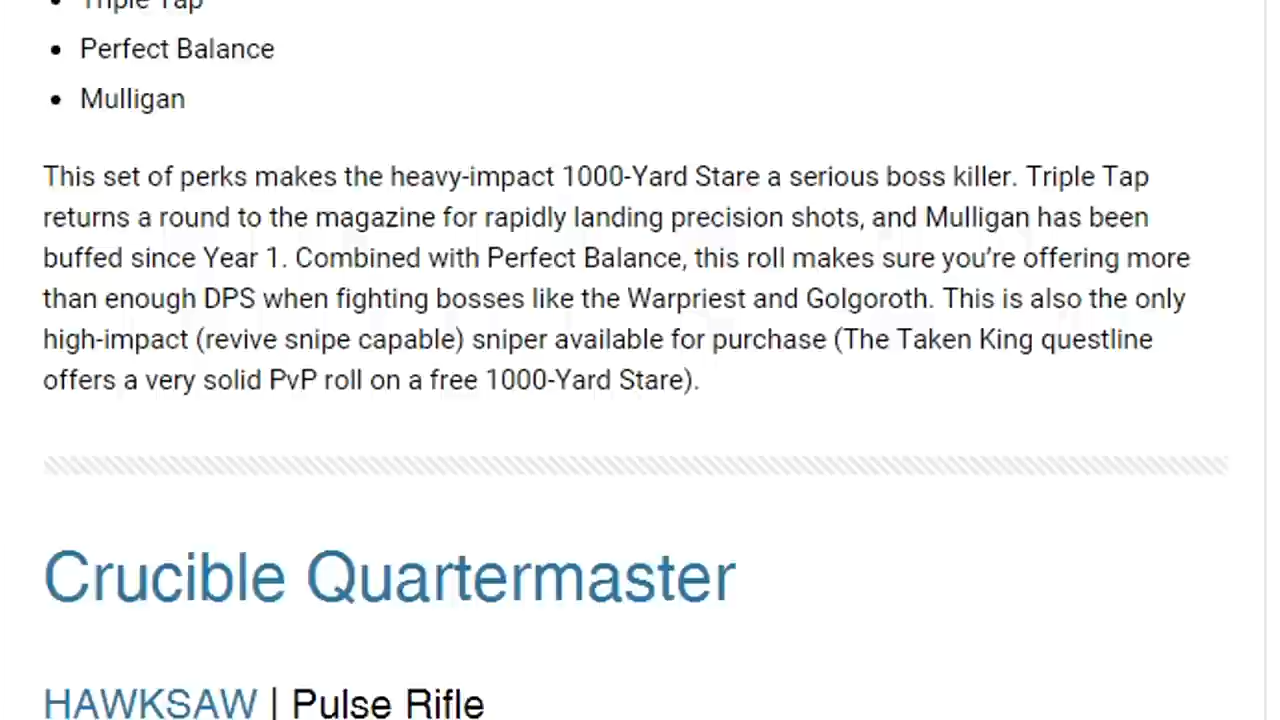 Triple Tap
Perfect Balance
Mulligan
This set of perks makes the heavy-impact 1000-Yard Stare a serious boss killer. Triple Tap
returns a round to the magazine for rapidly landing precision shots, and Mulligan has been
buffed since Year 1. Combined with Perfect Balance, this roll makes sure you’re offering more
than enough DPS when fighting bosses like the Warpriest and Golgoroth. This is also the only
high-impact (revive snipe capable) sniper available for purchase (The Taken King questline
offers a very solid PvP roll on a free 1000-Yard Stare).
Crucible Quartermaster
HAWKSAW | Pulse Rifle